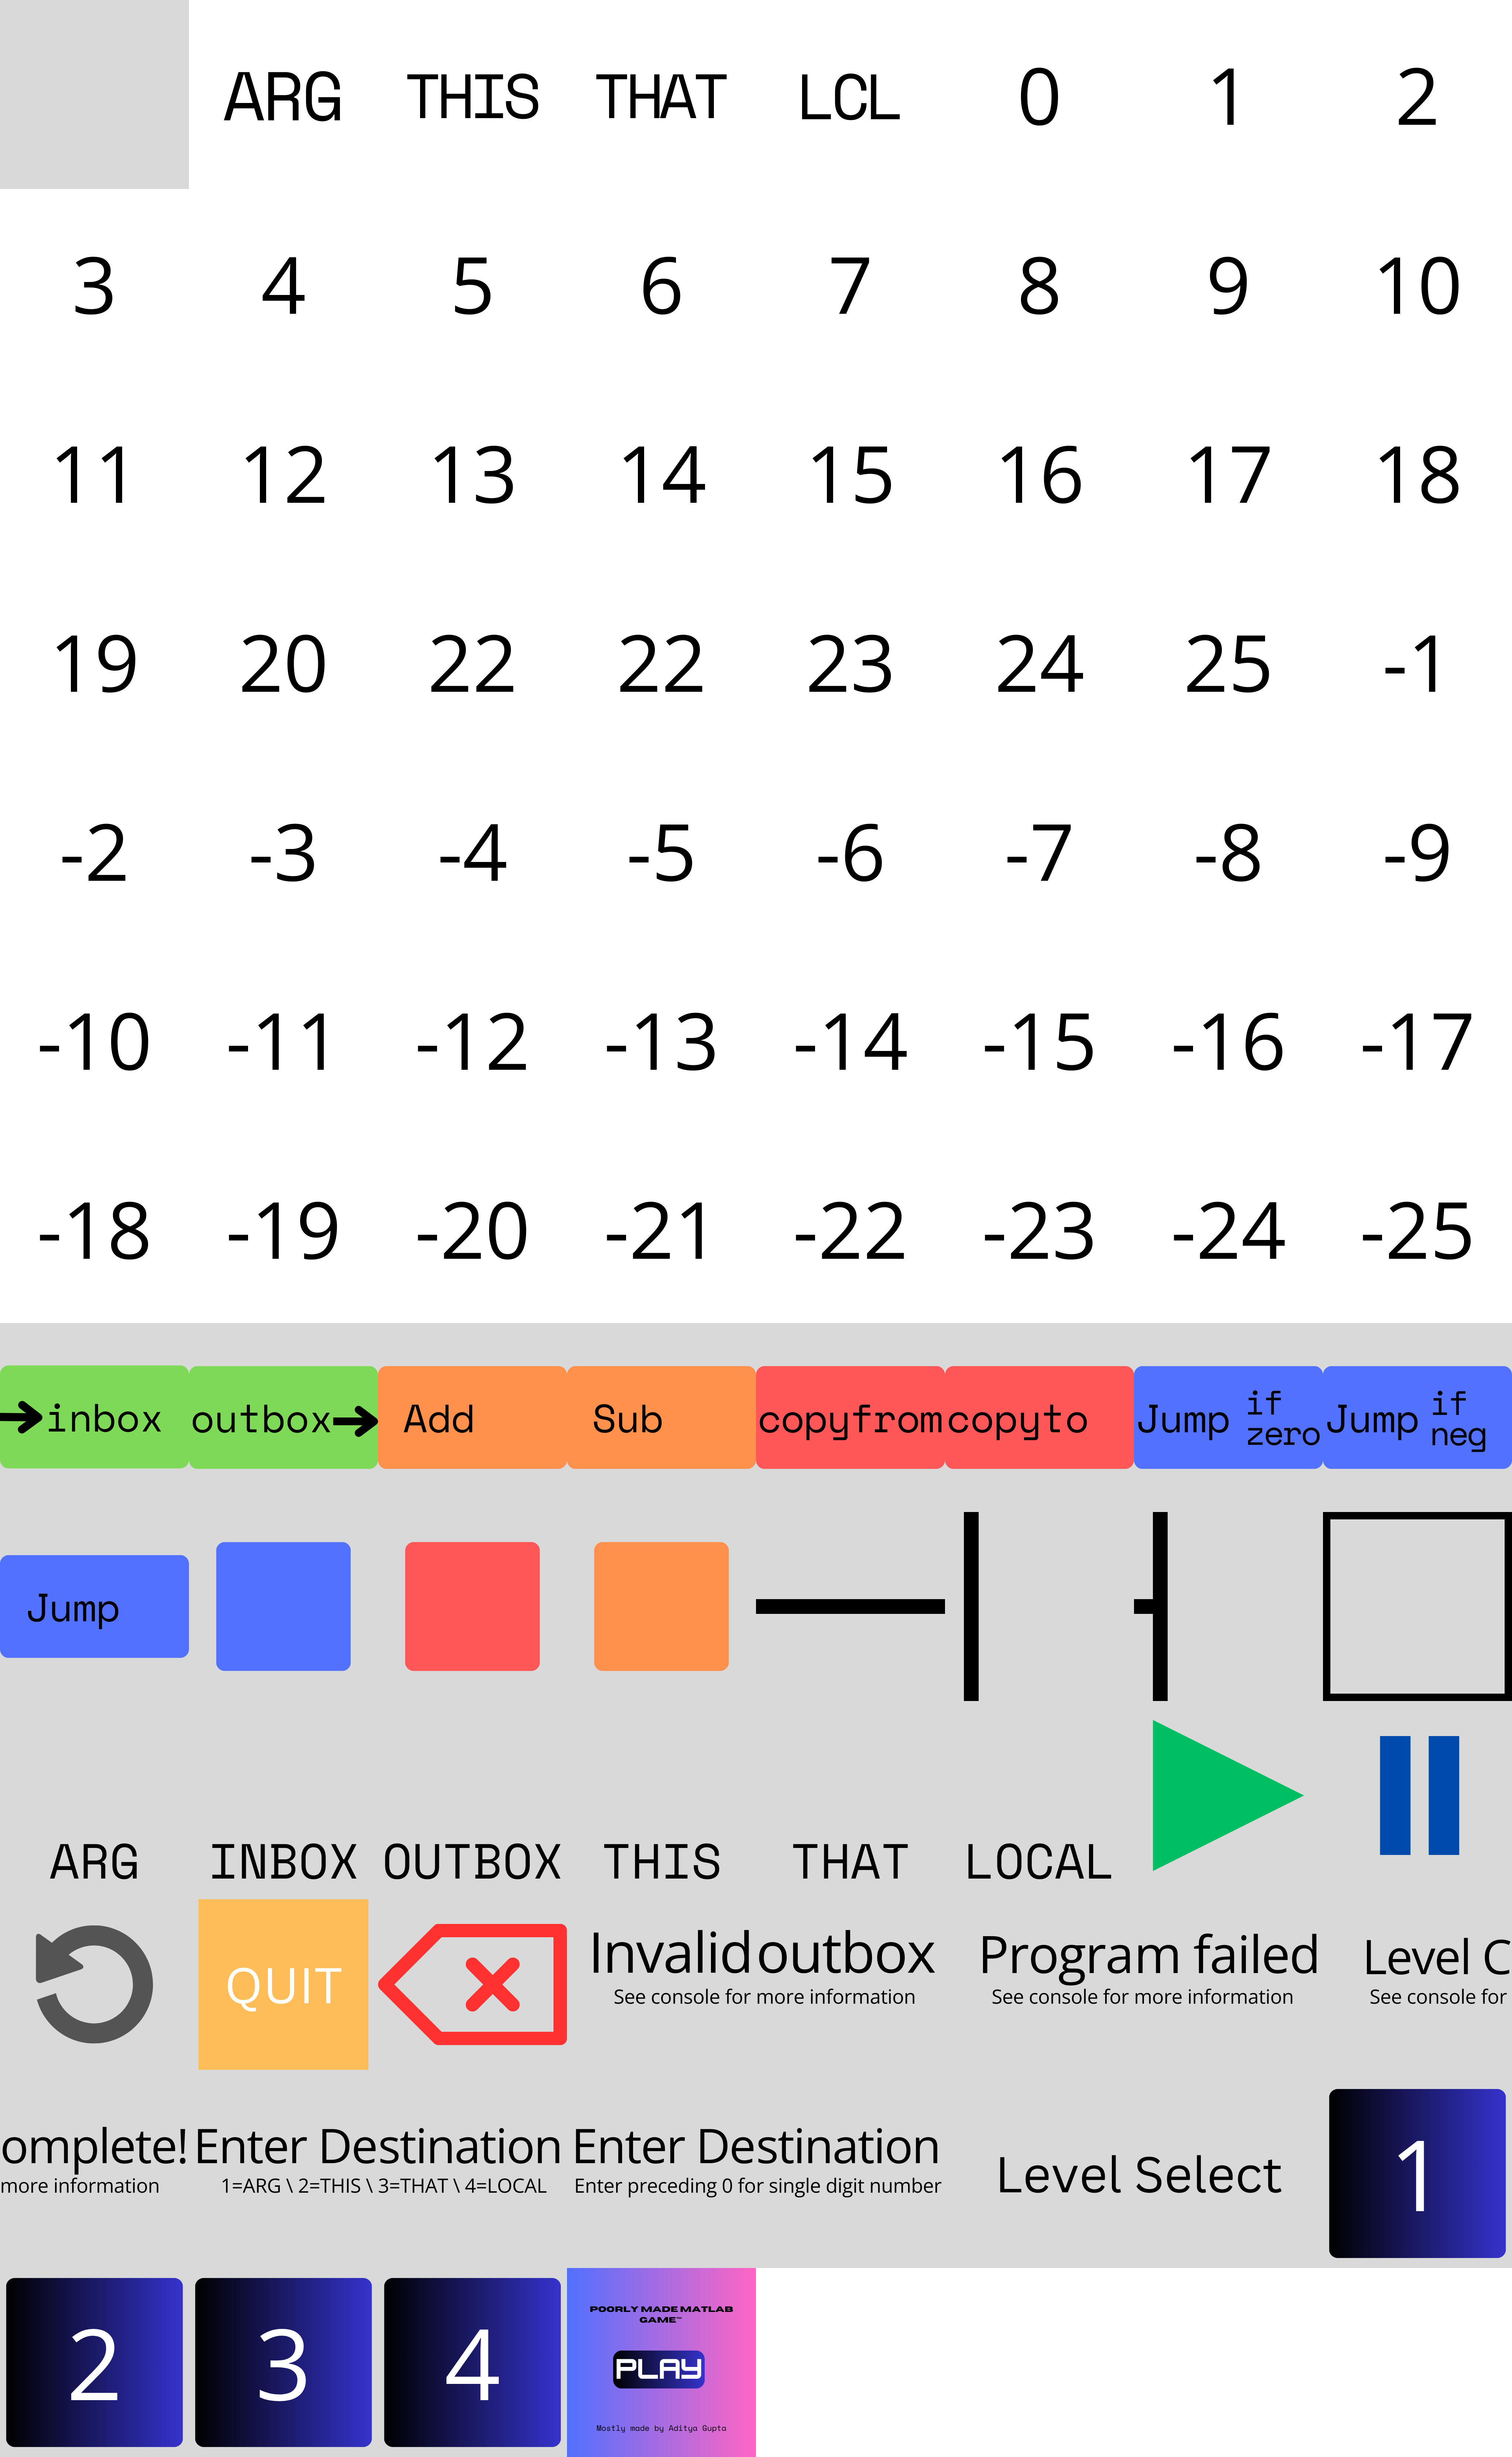 ARG THIS THAT LCL 0 1 2
3 4 5 6 7 8 9 10
11 12 13 14 15 16 17 18
19 20 22 22 23 24 25 -1
-2 -3 -4 -5 -6 -7 -8 -9
-10 -11 -12 -13 -14 -15 -16 -17
-18 -19 -20 -21 -22 -23 -24 -25
inbox
outbox
Add
Sub
copyfrom
copyto
Jump if
zero
Jump if
neg
Jump
ARG INBOX OUTBOX THIS THAT LOCAL
QUIT
Invalid outbox
See console for more information
Program failed
See console for more information
Level C
See console for
omplete!
more information
Enter Destination
1=ARG \ 2=THIS \ 3=THAT \ 4=LOCAL
Enter Destination
Enter preceding 0 for single digit number
Level Select
1
2
3
4
POORLY MADE MATLAB
GAME™
PLAY
Mostly made by Aditya Gupta